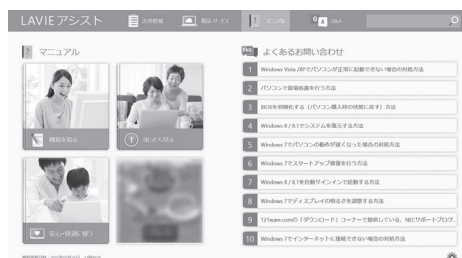 LAVIEアシスト
活用情報
製品・サービス
マニュアル
Q&A
マニュアル
機能を知る
困ったら見る
安心・快適に使う
よくあるお問い合わせ
1 Windows Vista /XPでパソコンが正常に起動できない場合の対処方法
2 パソコンで放電処置を行う方法
3 BIOSを初期化する（パソコン購入時の状態に戻す）方法
4 Windows 8 / 8.1でシステムを復元する方法
5 Windows 7でパソコンの動作が遅くなった場合の対処方法
6 Windows 7でスタートアップ修復を行う方法
7 Windows 8 / 8.1を自動サインインで起動する方法
8 Windows 7でディスプレイの明るさを調整する方法
9 121ware.comの「ダウンロード」コーナーで提供している、NECサポートプログ...
10 Windows 7でインターネットに接続できない場合の対処方法